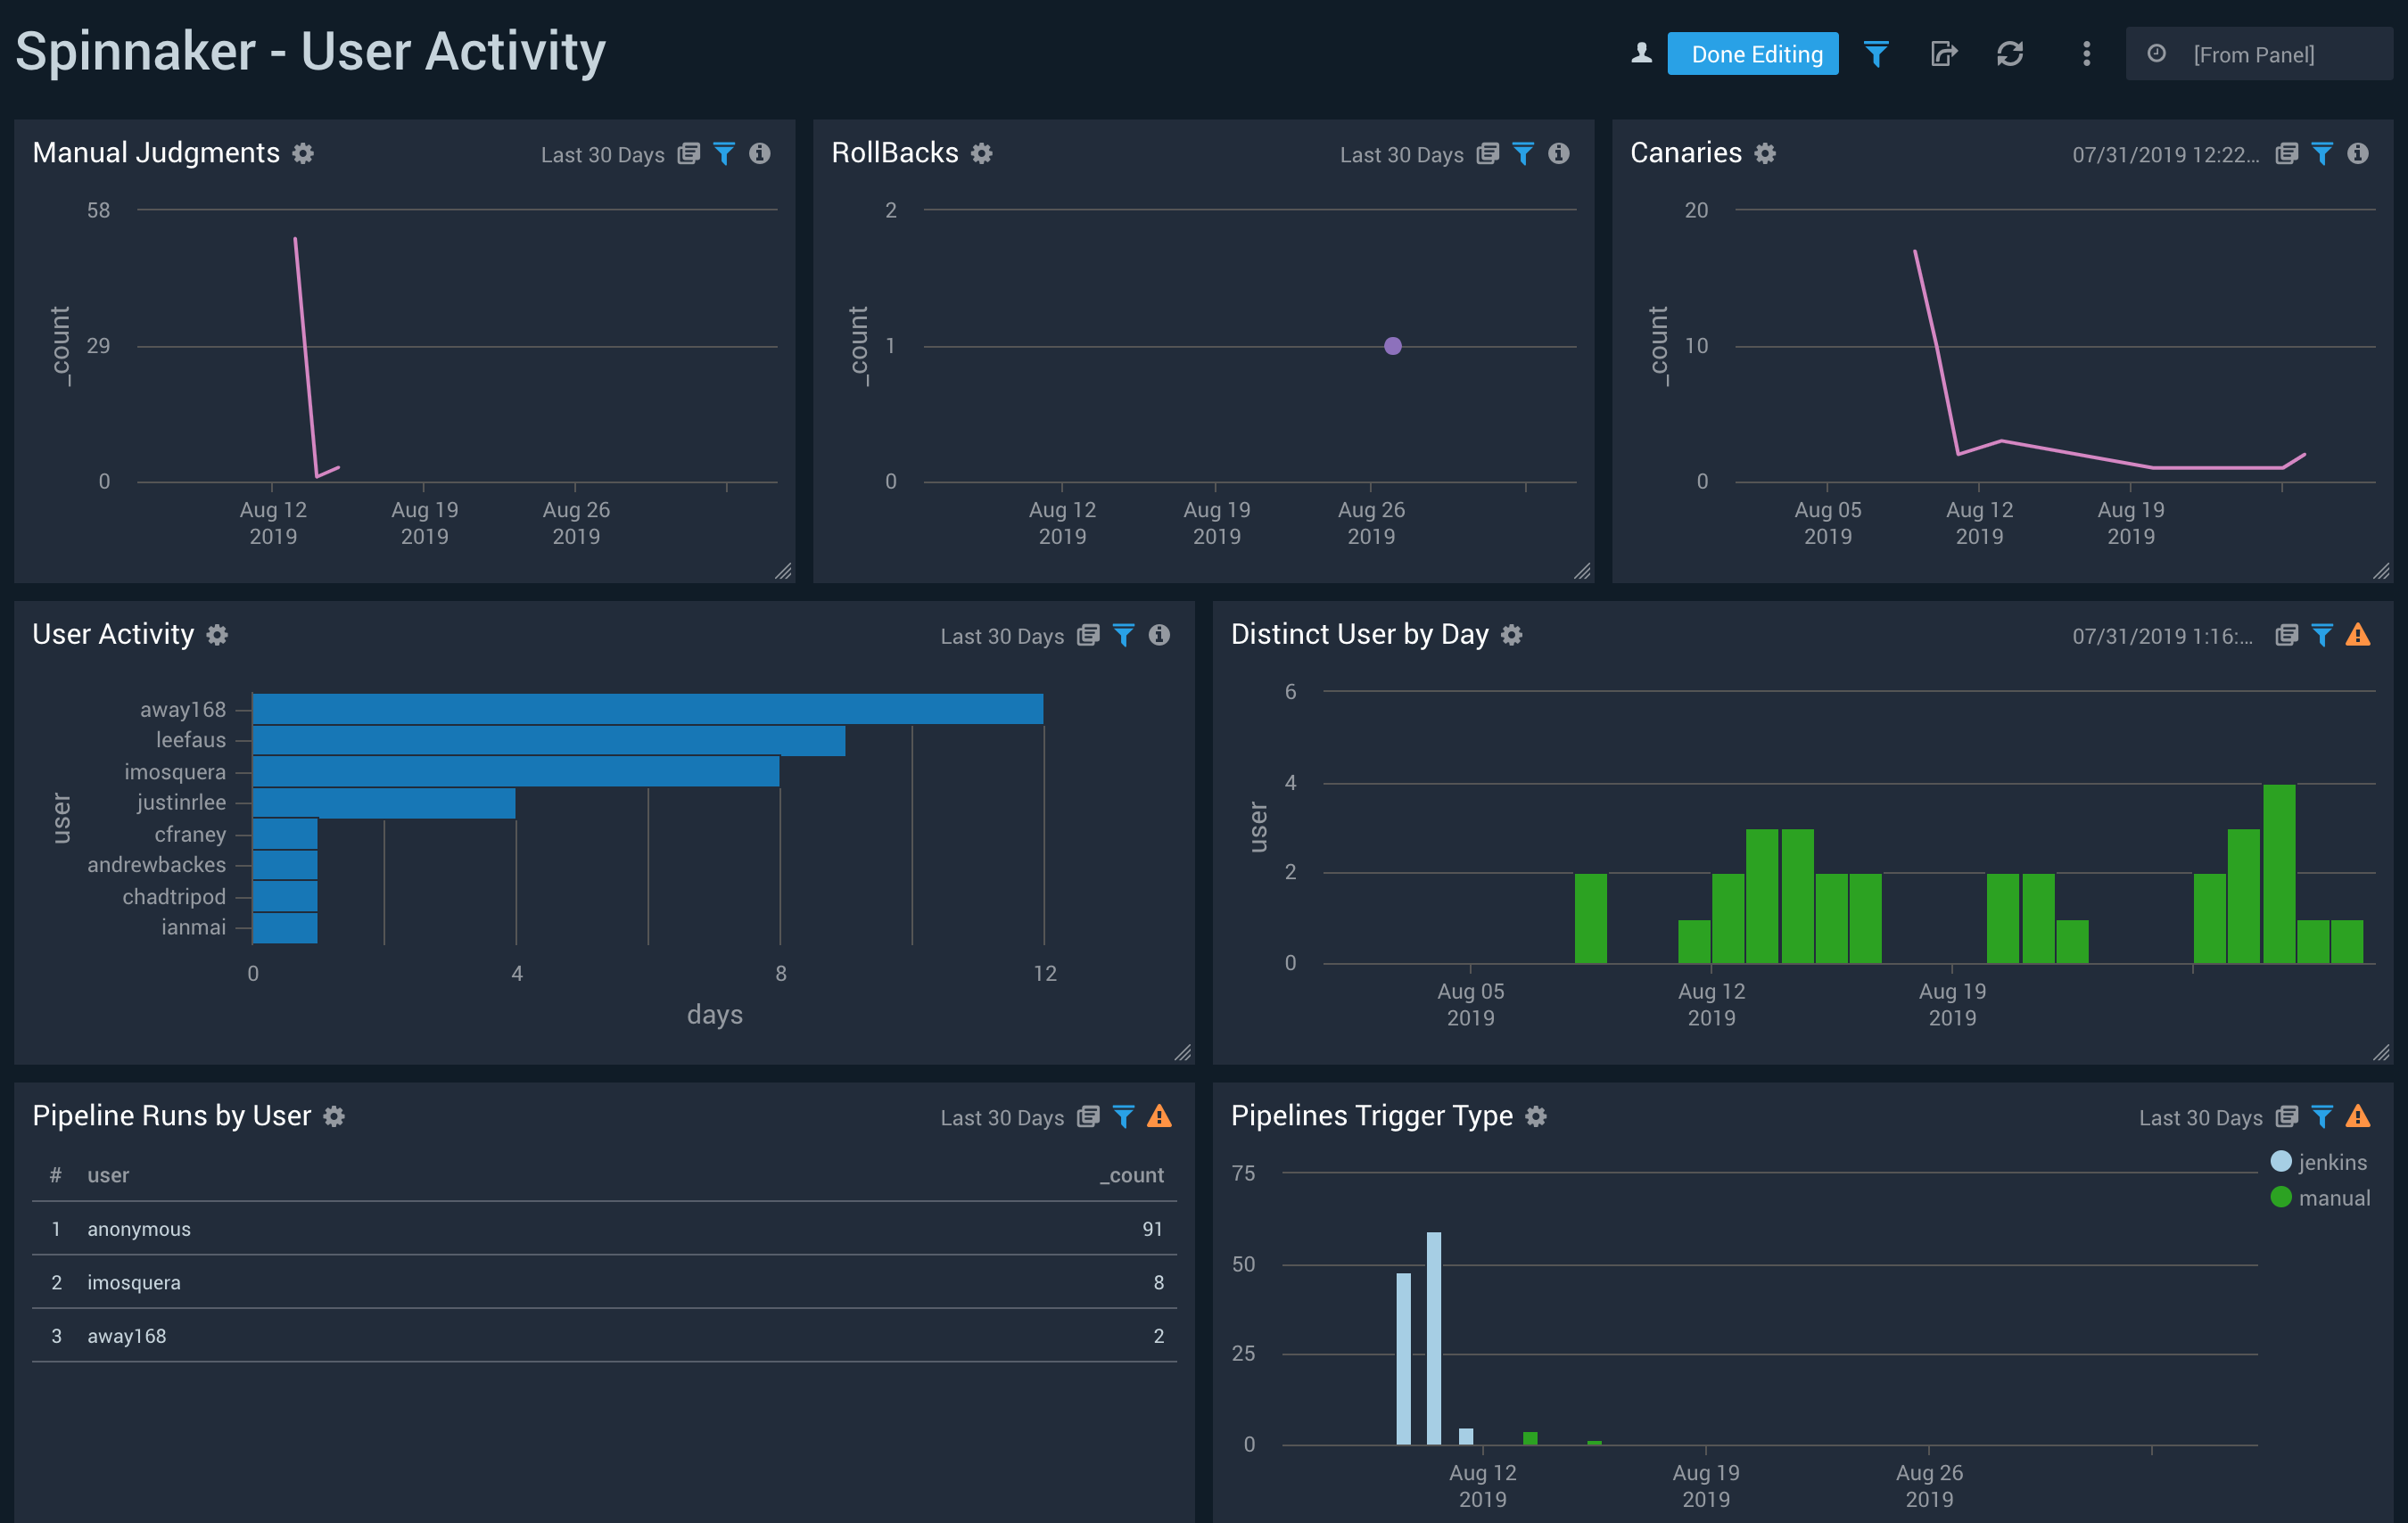 Spinnaker - User Activity
Done Editing
[From Panel]
Manual Judgments
Last 30 Days
58
29
0
_count
Aug 12
2019
Aug 19
2019
Aug 26
2019
RollBacks
Last 30 Days
2
1
0
_count
Aug 12
2019
Aug 19
2019
Aug 26
2019
Canaries
07/31/2019 12:22...
20
10
0
_count
Aug 05
2019
Aug 12
2019
Aug 19
2019
User Activity
Last 30 Days
user
away168
leefaus
imosquera
justinrlee
cfraney
andrewbackes
chadtripod
ianmai
0 4 8 12
days
Distinct User by Day
07/31/2019 1:16:...
6
4
2
0
user
Aug 05
2019
Aug 12
2019
Aug 19
2019
Pipeline Runs by User
Last 30 Days
# user _count
1 anonymous 91
2 imosquera 8
3 away168 2
Pipelines Trigger Type
Last 30 Days
jenkins
manual
75
50
25
0
Aug 12
2019
Aug 19
2019
Aug 26
2019